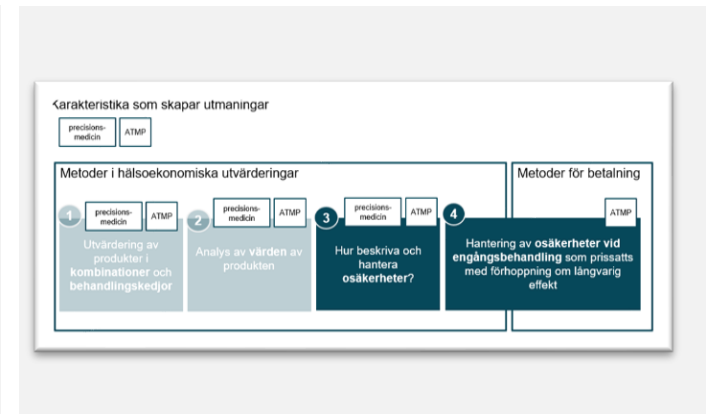 Karakteristika som skapar utmaningar
precisions-
medicin
ATMP
Metoder i hälsoekonomiska utvärderingar
Metoder för betalning
1
precisions-
medicin
ATMP
Utvärdering av
produkter i
kombinationer och
behandlingskedjor
2
precisions-
medicin
ATMP
Analys av värden av
produkten
3
precisions-
medicin
ATMP
Hur beskriva och
hantera
osäkerheter?
4
ATMP
Hantering av osäkerheter vid
engångsbehandling som prissatts
med förhoppning om långvarig
effekt